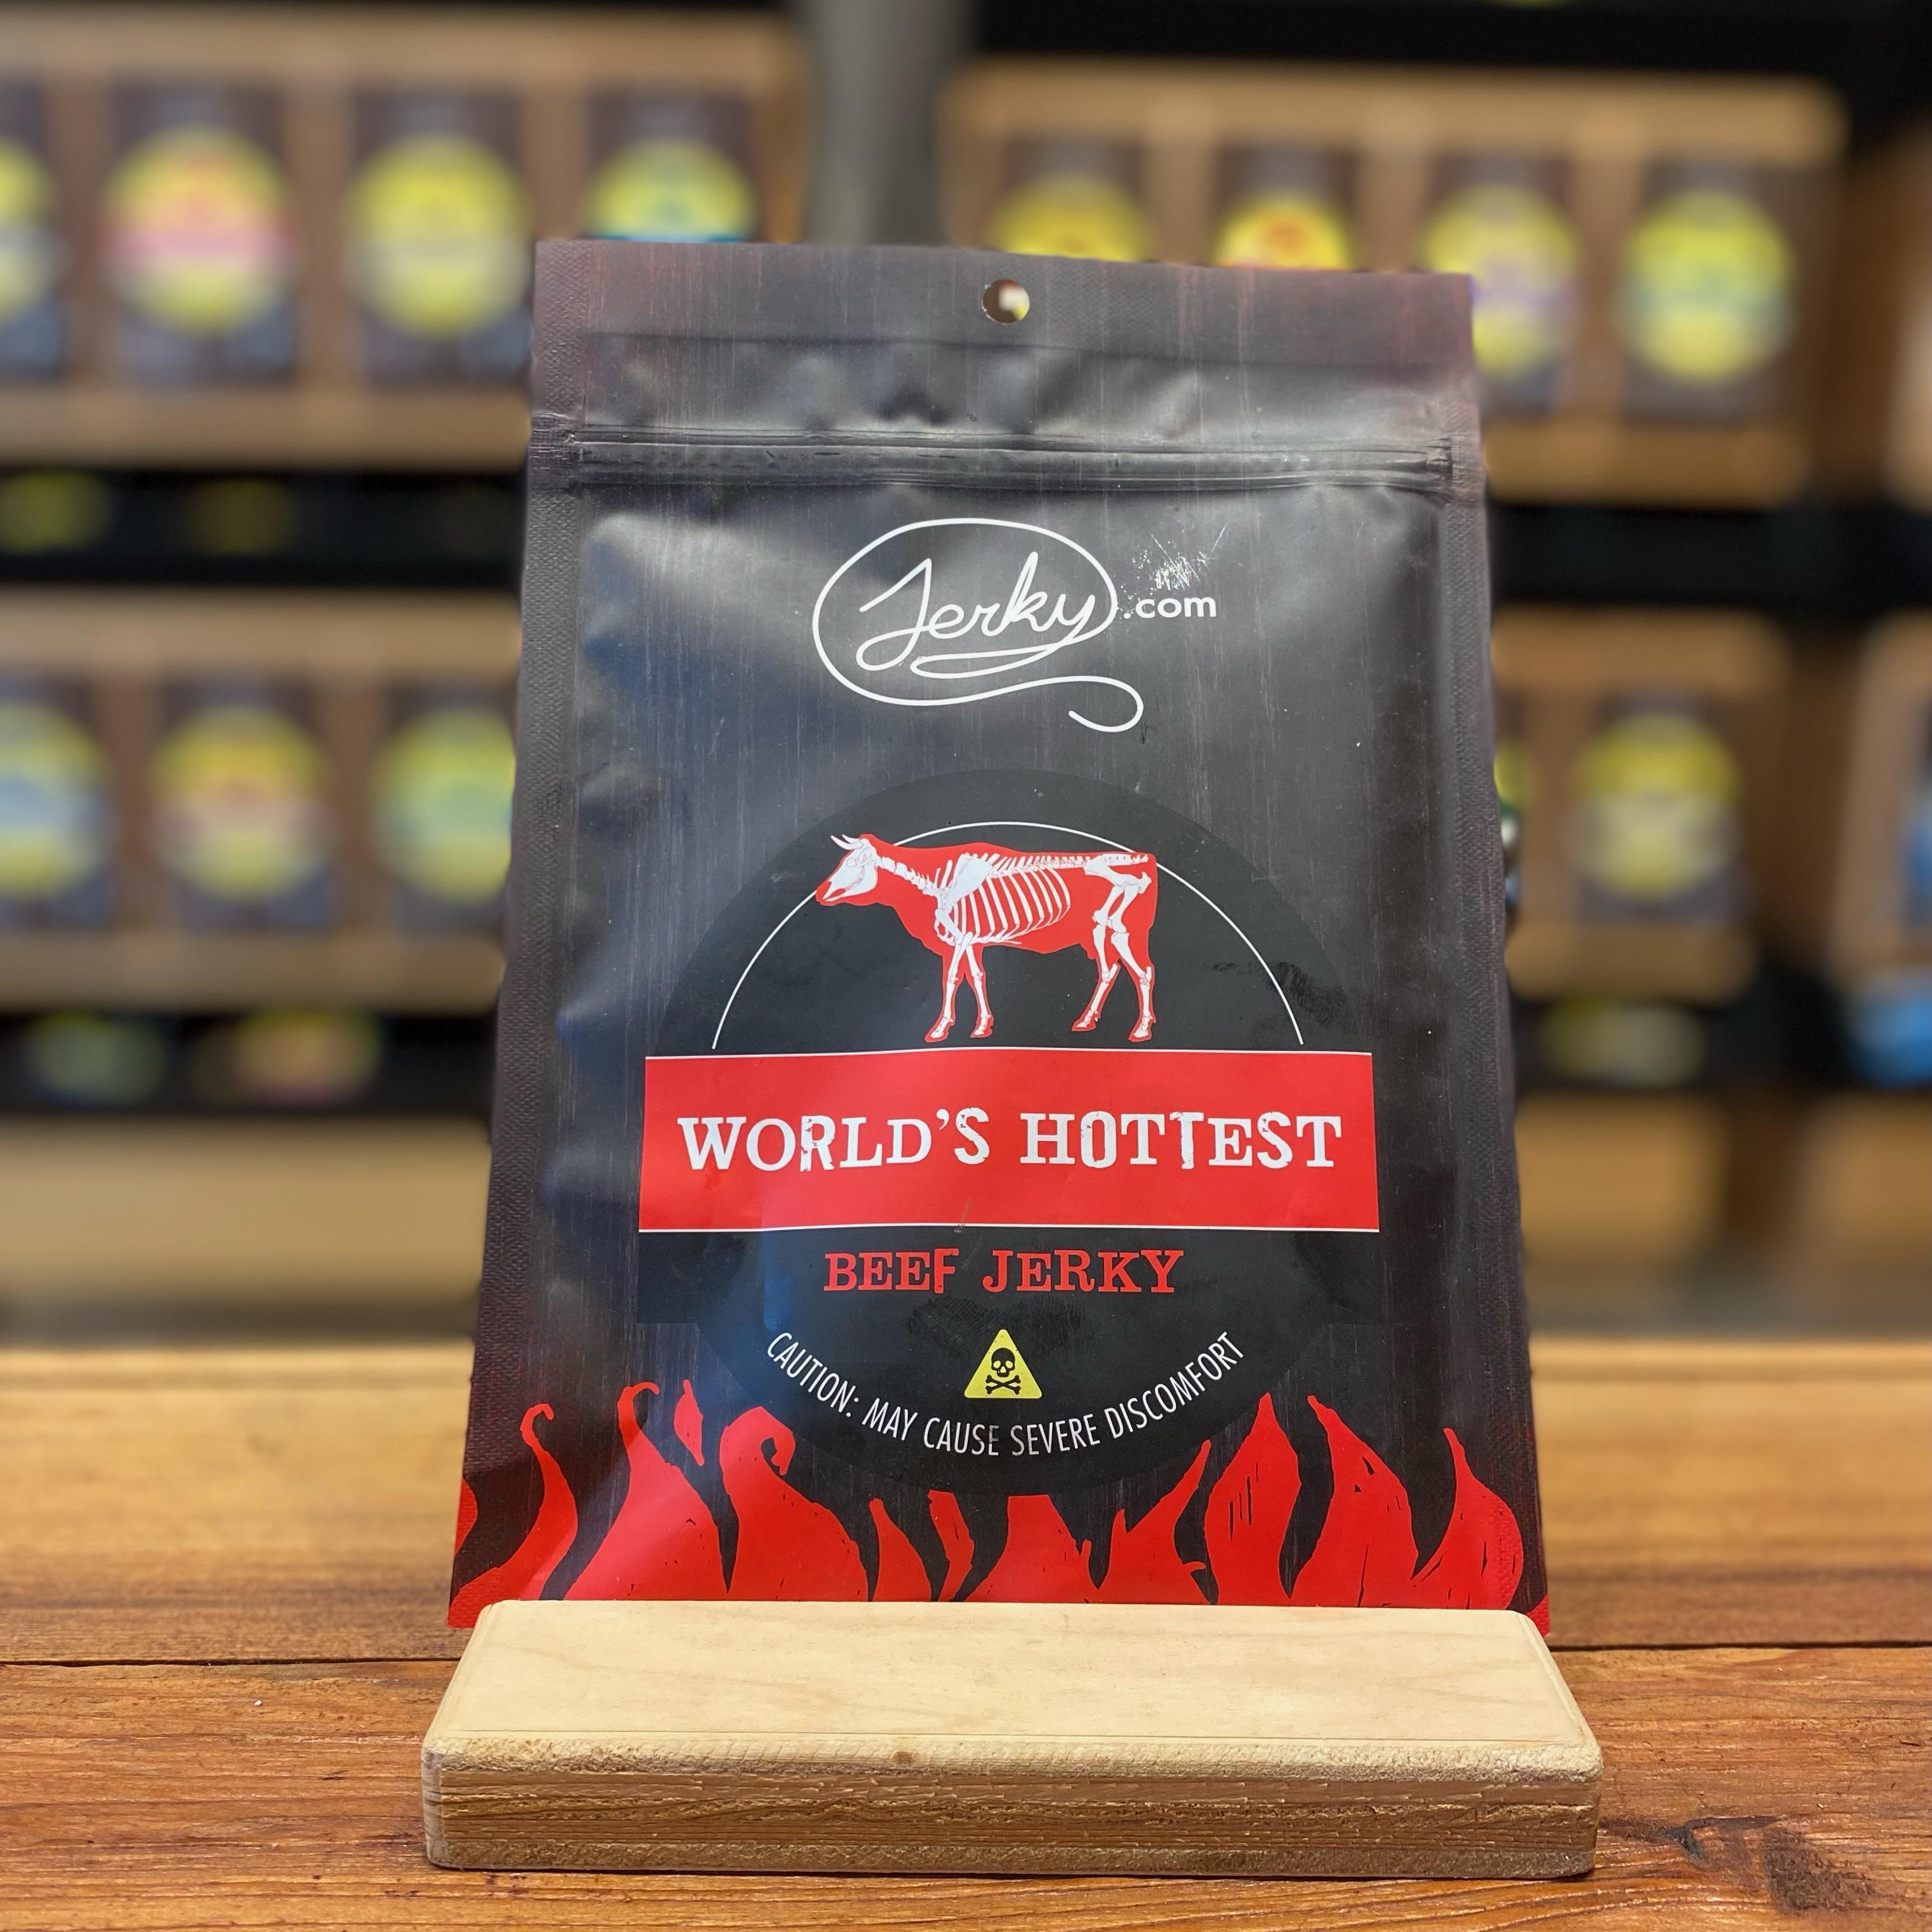 Jerky.com
WORLD'S HOTTEST
BEEF JERKY
CAUTION: MAY CAUSE SEVERE DISCOMFORT